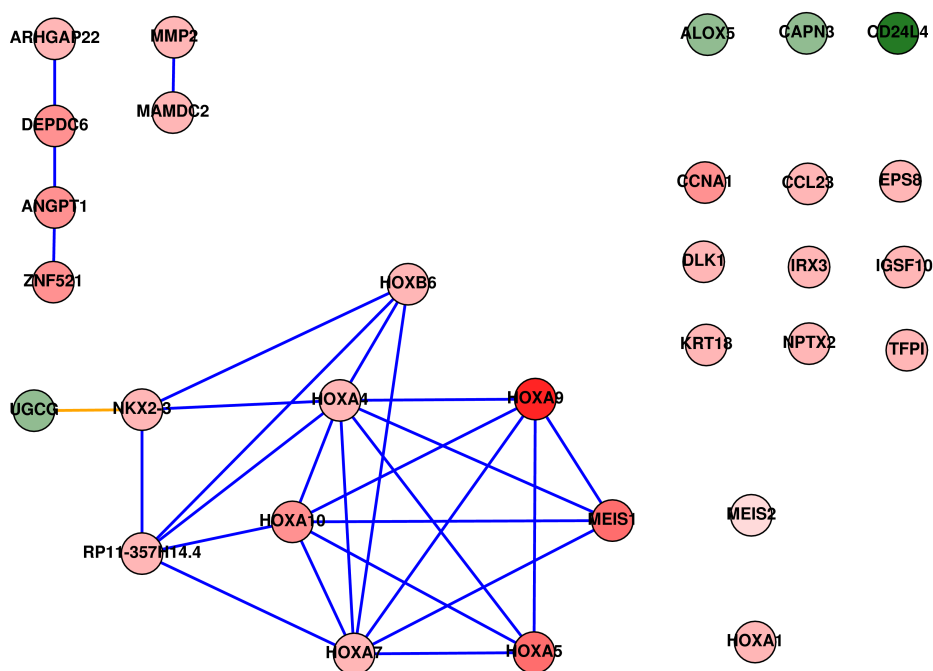 ARHGAP22
MMP2
ALOX5
CAPN3
CD24L4
MAMDC2
DEPDC6
CCNA1
CCL23
EPS8
ANGPT1
DLK1
IRX3
IGSF10
ZNF521
HOXB6
KRT18
NPTX2
TFPI
UGCG
NKX2-3
HOXA4
HOXA9
HOXA10
MEIS1
MEIS2
RP11-357H14.4
HOXA7
HOXA5
HOXA1